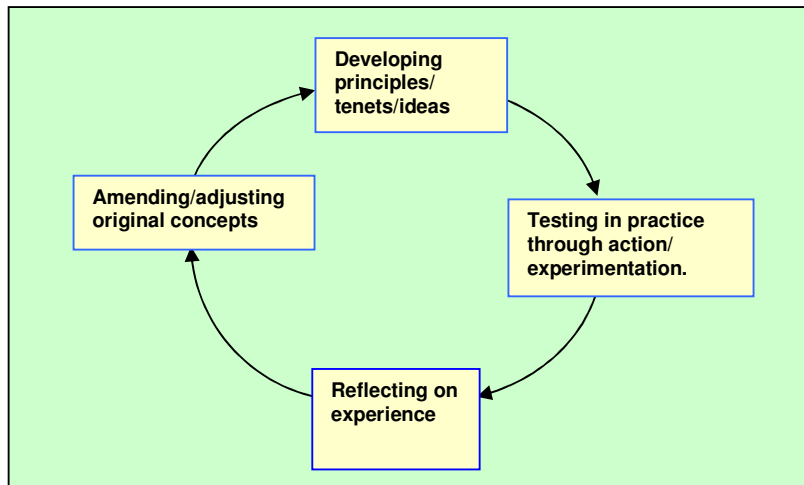 Developing
principles/
tenets/ideas
Testing in practice
through action/
experimentation.
Reflecting on
experience
Amending/adjusting
original concepts